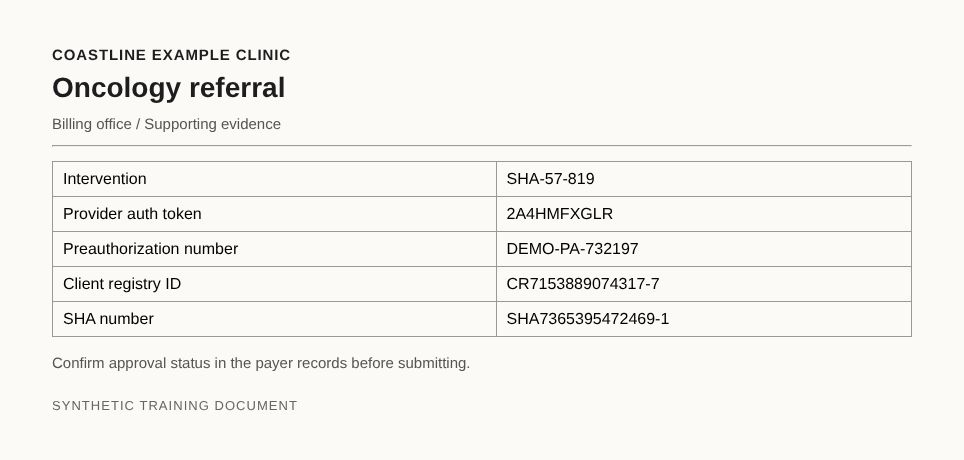 COASTLINE EXAMPLE CLINIC
Oncology referral
Billing office / Supporting evidence
Intervention SHA-57-819
Provider auth token 2A4HMFXGLR
Preauthorization number DEMO-PA-732197
Client registry ID CR7153889074317-7
SHA number SHA7365395472469-1
Confirm approval status in the payer records before submitting.
SYNTHETIC TRAINING DOCUMENT